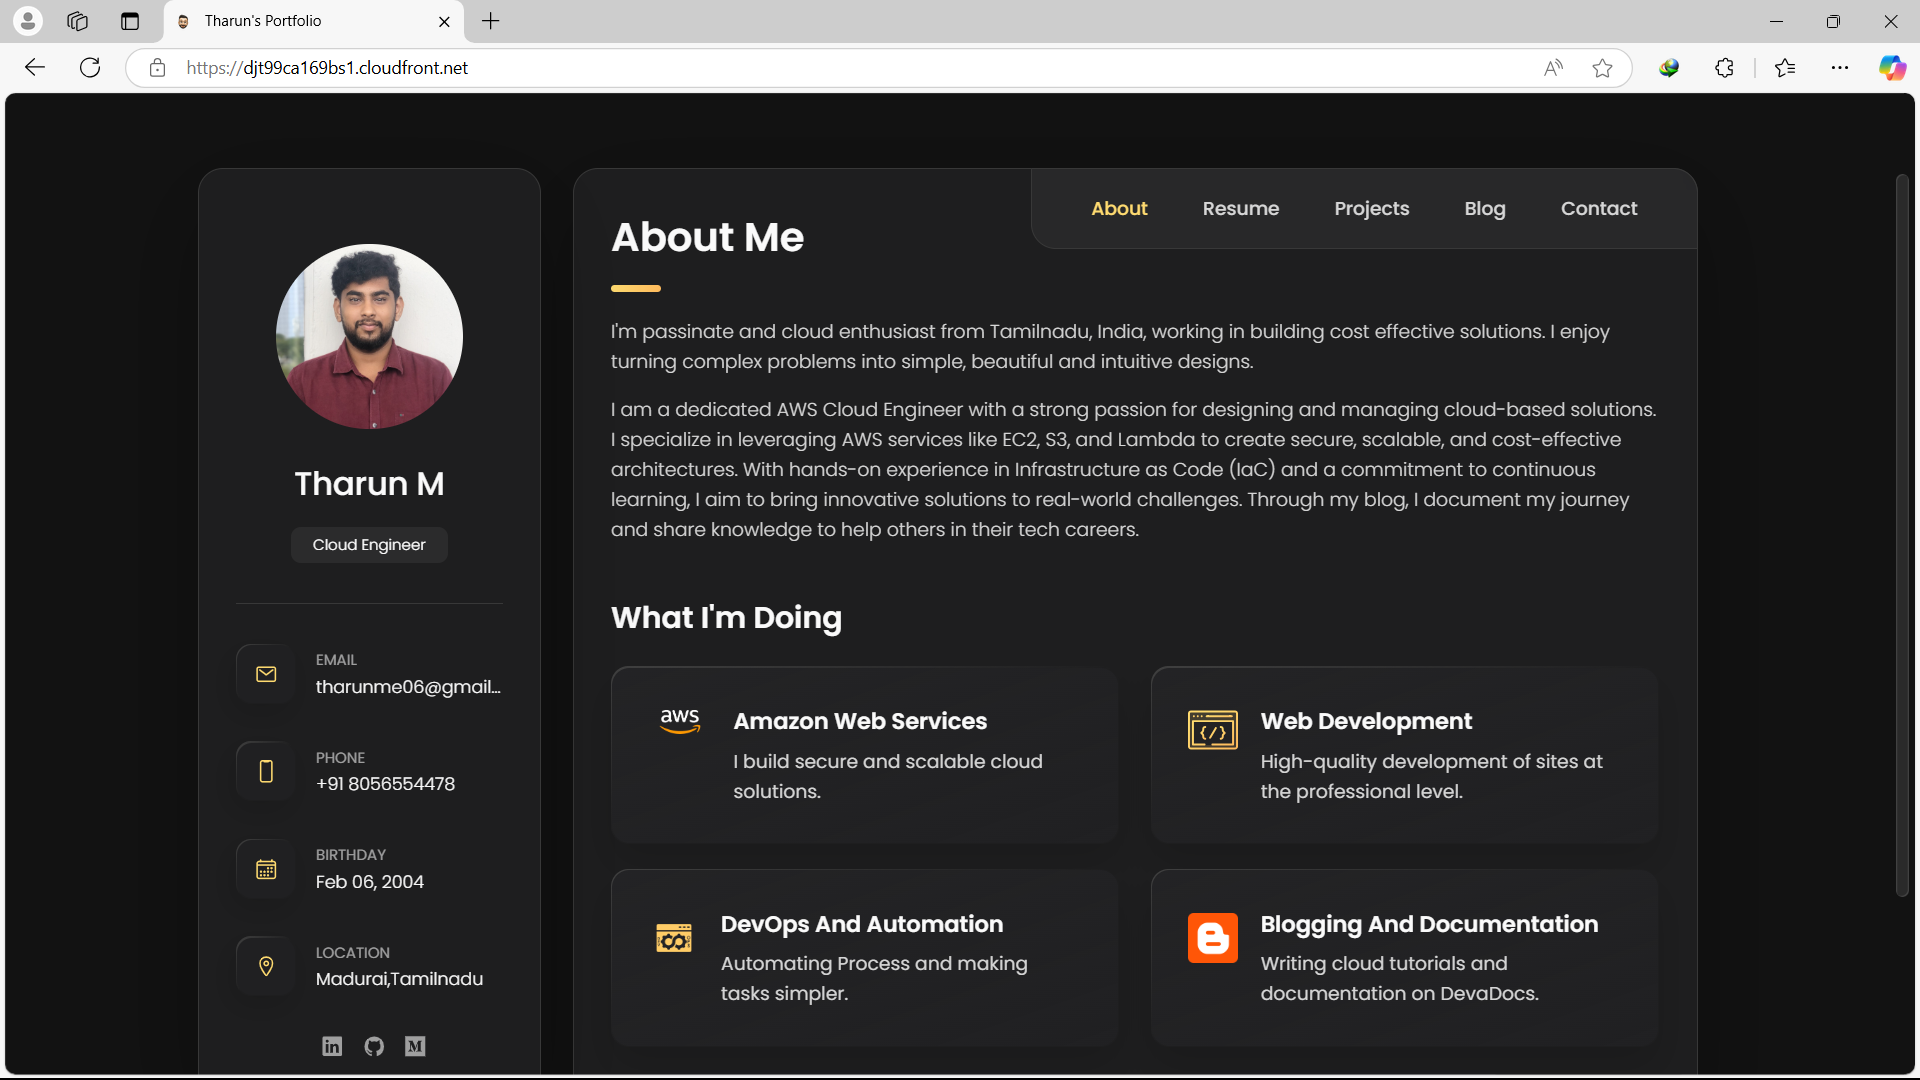 Tharun's Portfolio
https://djt99ca169bs1.cloudfront.net
Tharun M
Cloud Engineer
EMAIL
tharunme06@gmail...
PHONE
+91 8056554478
BIRTHDAY
Feb 06, 2004
LOCATION
Madurai,Tamilnadu
About
Resume
Projects
Blog
Contact
About Me
I'm passinate and cloud enthusiast from Tamilnadu, India, working in building cost effective solutions. I enjoy
turning complex problems into simple, beautiful and intuitive designs.
I am a dedicated AWS Cloud Engineer with a strong passion for designing and managing cloud-based solutions.
I specialize in leveraging AWS services like EC2, S3, and Lambda to create secure, scalable, and cost-effective
architectures. With hands-on experience in Infrastructure as Code (IaC) and a commitment to continuous
learning, I aim to bring innovative solutions to real-world challenges. Through my blog, I document my journey
and share knowledge to help others in their tech careers.
What I'm Doing
aws
Amazon Web Services
I build secure and scalable cloud
solutions.
Web Development
High-quality development of sites at
the professional level.
DevOps And Automation
Automating Process and making
tasks simpler.
Blogging And Documentation
Writing cloud tutorials and
documentation on DevaDocs.